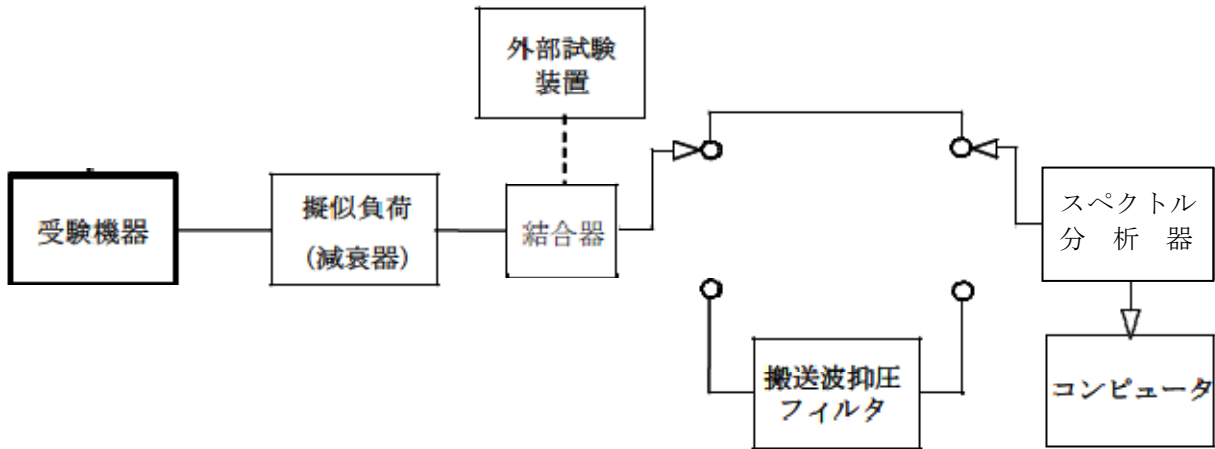 外部試験
装置
受験機器
擬似負荷
(減衰器)
結合器
スペクトル
分 析 器
搬送波抑圧
フィルタ
コンピュータ